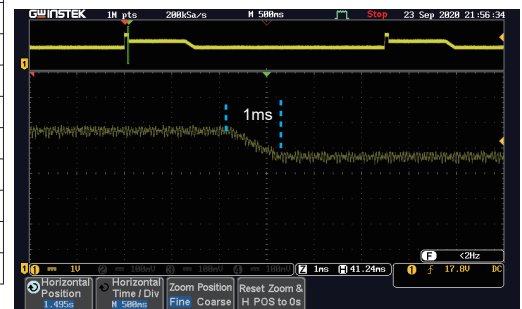 GWINSTEK 1M pts 200kSa/s M 500ms Stop 23 Sep 2020 21:56:34
1
1ms
1
1 1V 2 100mV 3 100mV 4 100mV Z 1ms H 41.24ms 1 f 17.8V DC
F <2Hz
Horizontal Position
1.495s
Horizontal Time / Div
M 500ms
Zoom Position
Fine Coarse
Reset Zoom &
H POS to 0s